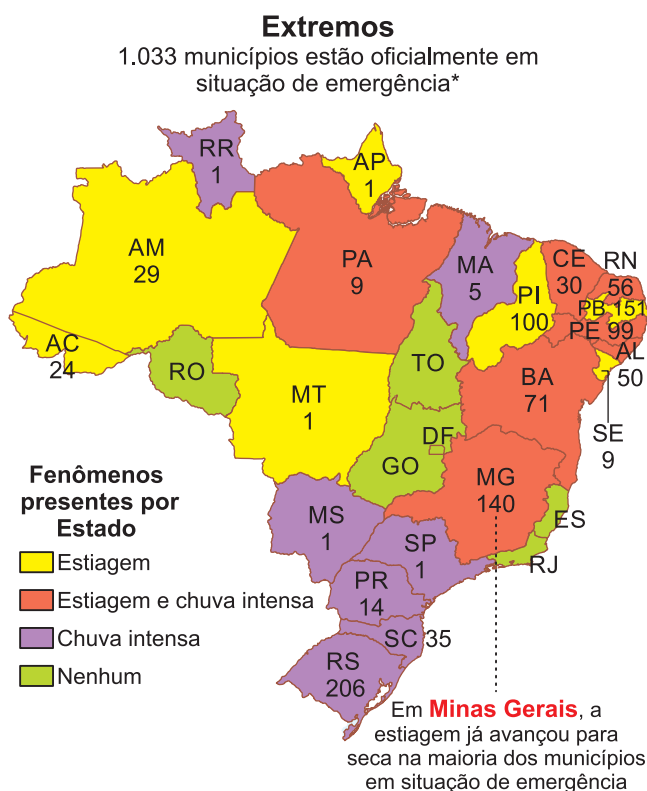 Extremos
1.033 municípios estão oficialmente em
situação de emergência*
RR
1
AP
1
AM
29
PA
9
MA
5
CE
30
RN
56
PI
100
PB 151
PE 99
AL
50
AC
24
RO
TO
MT
1
BA
71
SE
9
DF
GO
MG
140
ES
RJ
MS
1
SP
1
PR
14
SC 35
RS
206
Fenômenos
presentes por
Estado
Estiagem
Estiagem e chuva intensa
Chuva intensa
Nenhum
Em Minas Gerais, a
estiagem já avançou para
seca na maioria dos municípios
em situação de emergência